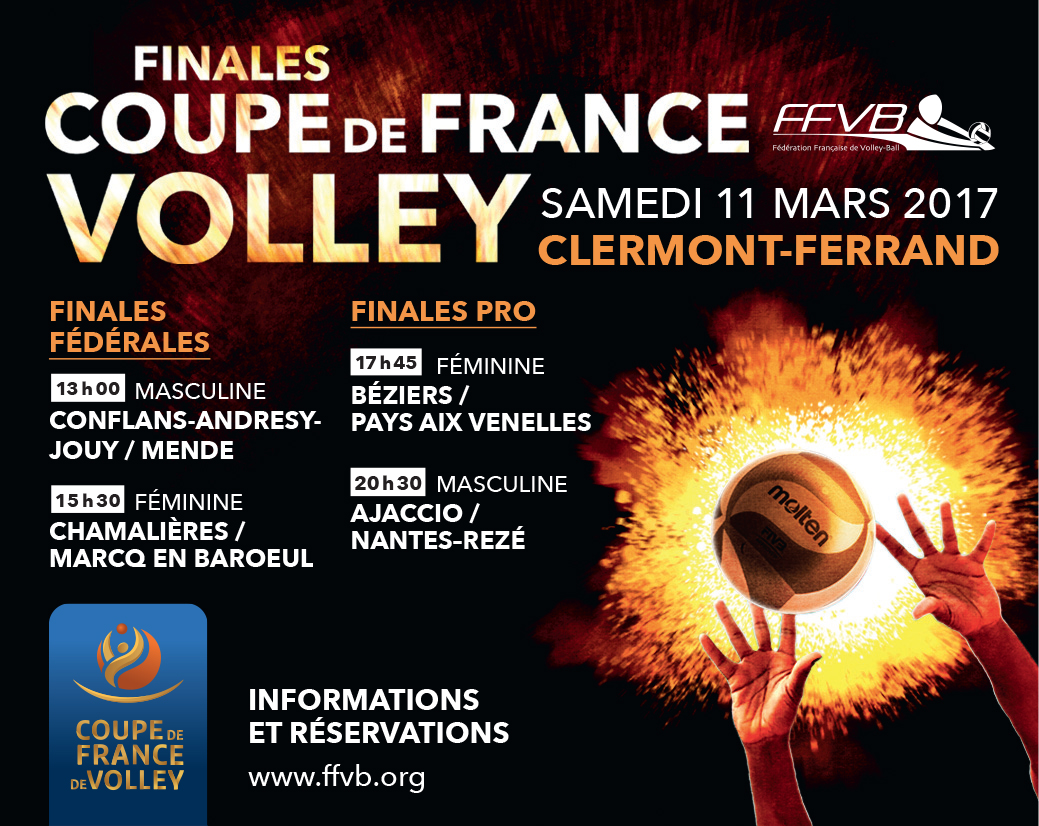 FINALES
COUPE DE FRANCE
VOLLEY
FFVB
Fédération Française de Volley-Ball
SAMEDI 11 MARS 2017
CLERMONT-FERRAND
FINALES
FÉDÉRALES
13h00 MASCULINE
CONFLANS-ANDRESY-
JOUY / MENDE
15h30 FÉMININE
CHAMALIÈRES /
MARCQ EN BAROEUL
FINALES PRO
17h45 FÉMININE
BÉZIERS /
PAYS AIX VENELLES
20h30 MASCULINE
AJACCIO /
NANTES–REZÉ
molten
FIVB
COUPE DE
FRANCE
DE VOLLEY
INFORMATIONS
ET RÉSERVATIONS
www.ffvb.org